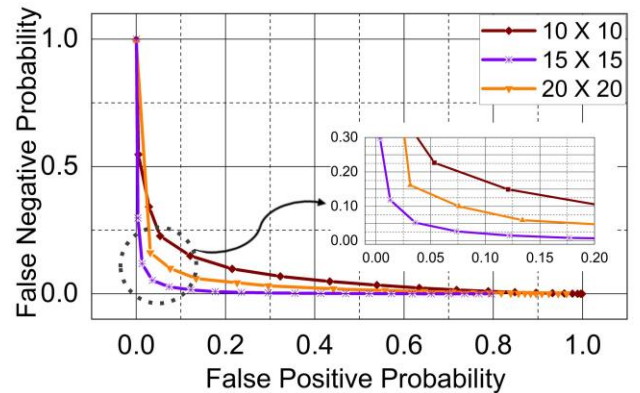 False Negative Probability
1.0
0.5
0.0
10 X 10
15 X 15
20 X 20
0.30
0.20
0.10
0.00
0.00 0.05 0.10 0.15 0.20
0.0 0.2 0.4 0.6 0.8 1.0
False Positive Probability